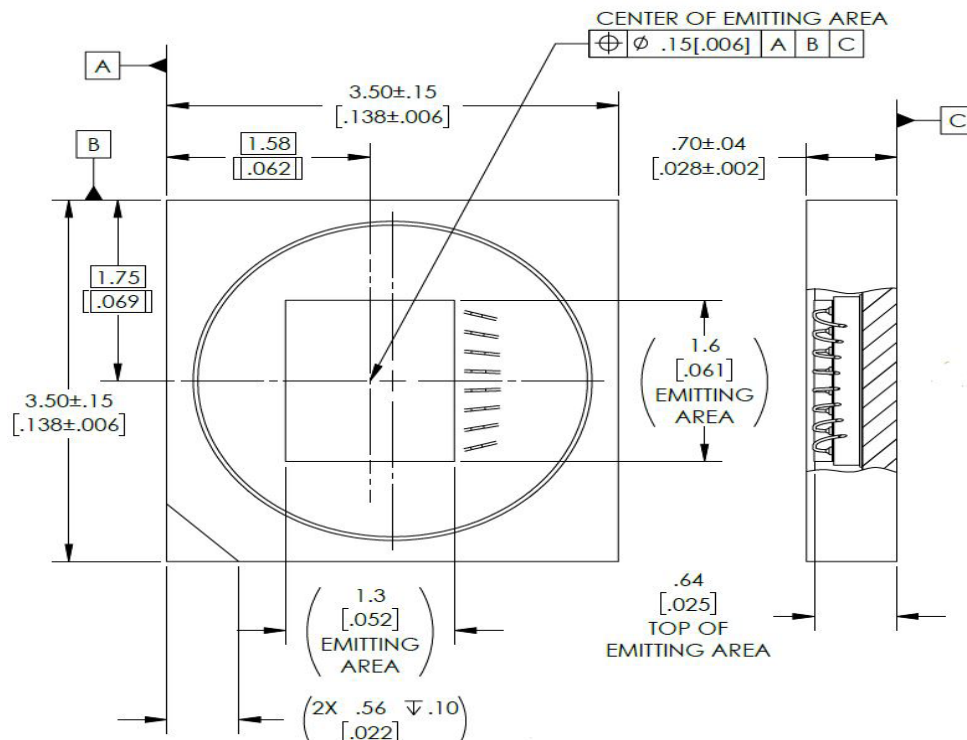 CENTER OF EMITTING AREA
⌖ Ø .15[.006] A B C
A
3.50±.15
[.138±.006]
C
B
1.58
[.062]
.70±.04
[.028±.002]
1.75
[.069]
1.6
[.061]
EMITTING
AREA
3.50±.15
[.138±.006]
1.3
[.052]
EMITTING
AREA
.64
[.025]
TOP OF
EMITTING AREA
2X .56 ↧.10
[.022]